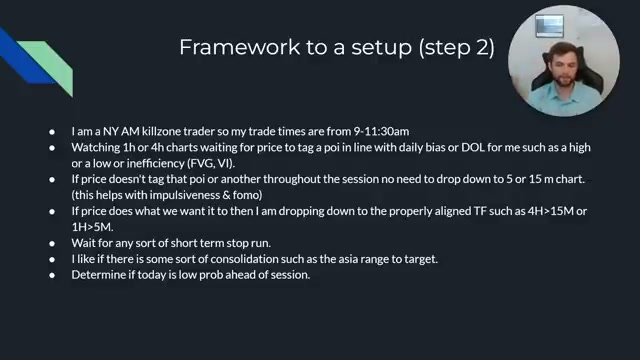 Framework to a setup (step 2)
● I am a NY AM killzone trader so my trade times are from 9-11:30am
● Watching 1h or 4h charts waiting for price to tag a poi in line with daily bias or DOL for me such as a high
or a low or inefficiency (FVG, VI).
● If price doesn't tag that poi or another throughout the session no need to drop down to 5 or 15 m chart.
(this helps with impulsiveness & fomo)
● If price does what we want it to then I am dropping down to the properly aligned TF such as 4H>15M or
1H>5M.
● Wait for any sort of short term stop run.
● I like if there is some sort of consolidation such as the asia range to target.
● Determine if today is low prob ahead of session.